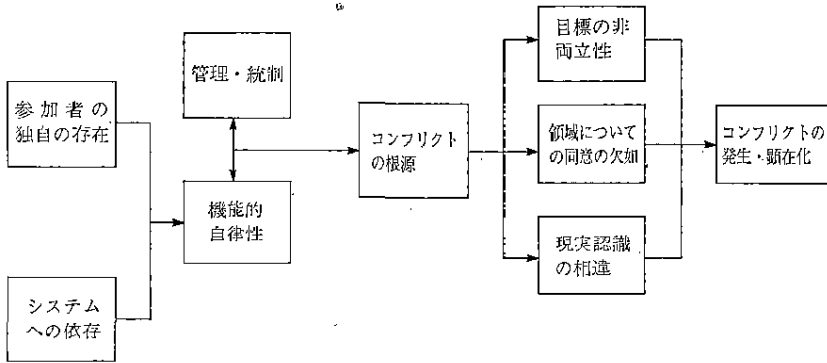 参加者の
独自の存在
システム
への依存
管理・統制
機能的
自律性
コンフリクト
の根源
目標の非
両立性
領域について
の同意の欠如
現実認識
の相違
コンフリクトの
発生・顕在化